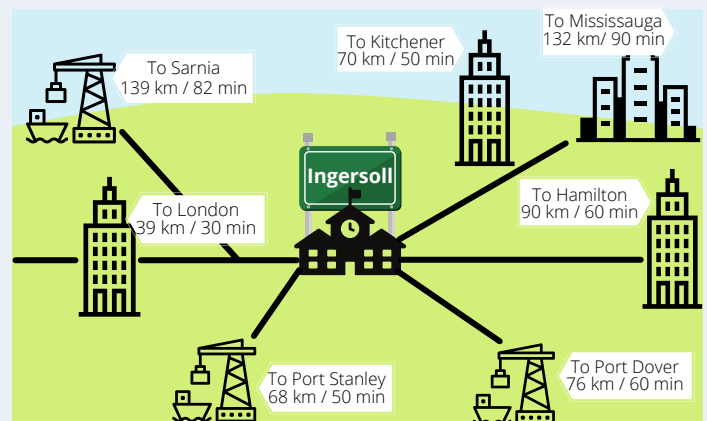 To Mississauga
132 km/ 90 min
To Kitchener
70 km / 50 min
To Sarnia
139 km / 82 min
Ingersoll
To Hamilton
90 km / 60 min
To London
39 km / 30 min
To Port Dover
76 km / 60 min
To Port Stanley
68 km / 50 min